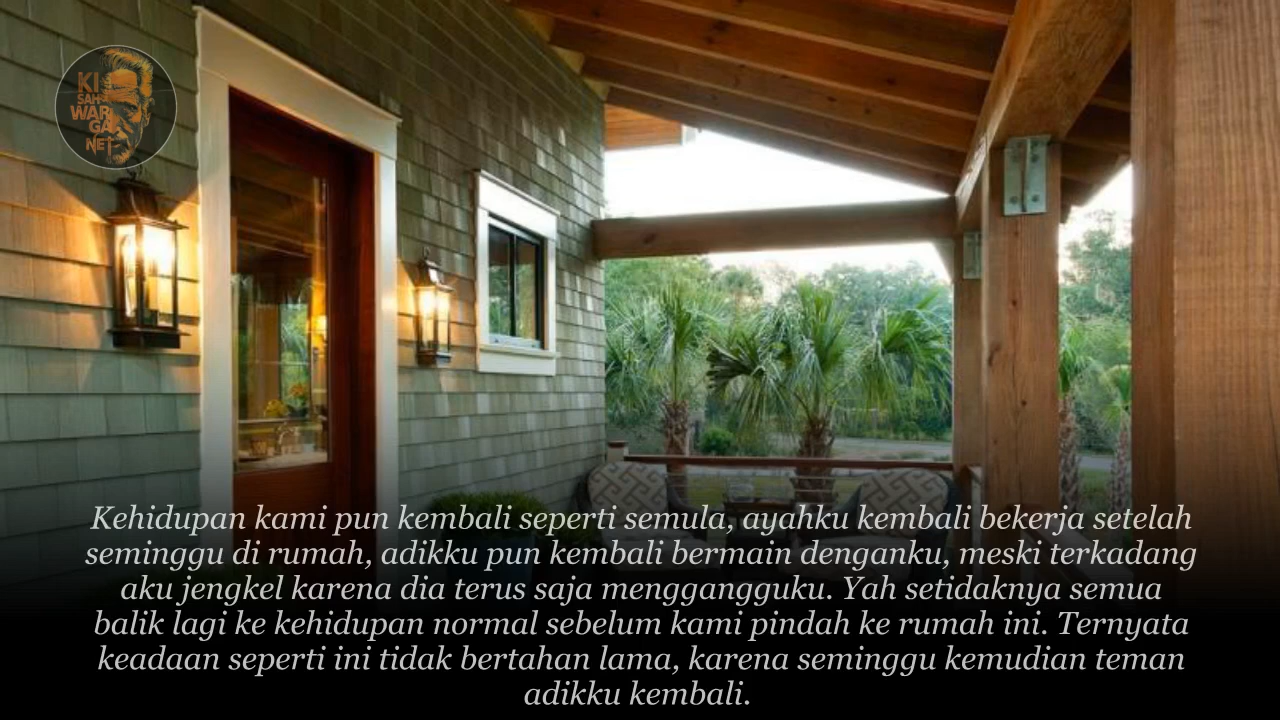 KI
SAH
WAR
GA
NET
Kehidupan kami pun kembali seperti semula, ayahku kembali bekerja setelah
seminggu di rumah, adikku pun kembali bermain denganku, meski terkadang
aku jengkel karena dia terus saja menggangguku. Yah setidaknya semua
balik lagi ke kehidupan normal sebelum kami pindah ke rumah ini. Ternyata
keadaan seperti ini tidak bertahan lama, karena seminggu kemudian teman
adikku kembali.